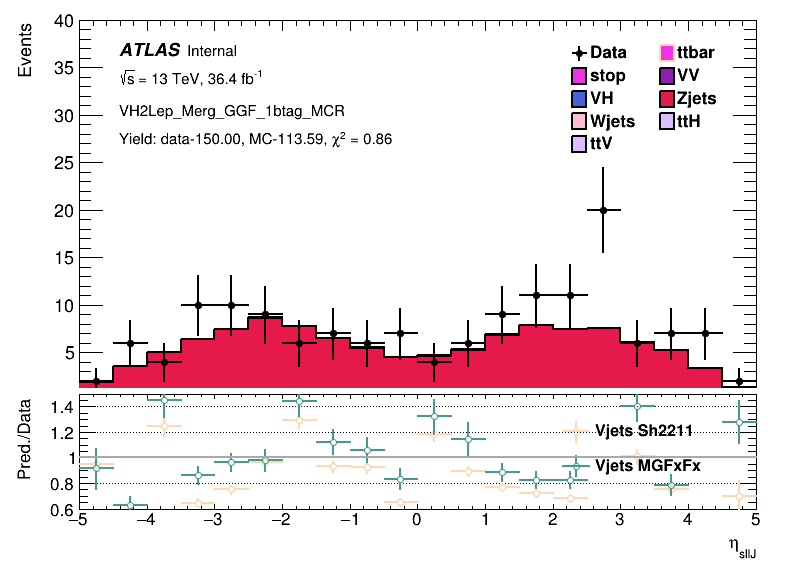 Events
40
35
30
25
20
15
10
5
ATLAS Internal
√s = 13 TeV, 36.4 fb⁻¹
VH2Lep_Merg_GGF_1btag_MCR
Yield: data-150.00, MC-113.59, χ² = 0.86
Data
ttbar
stop
VV
VH
Zjets
Wjets
ttH
ttV
Pred./Data
1.4
1.2
1
0.8
0.6
Vjets Sh2211
Vjets MGFxFx
−5 −4 −3 −2 −1 0 1 2 3 4 5
η_sllJ